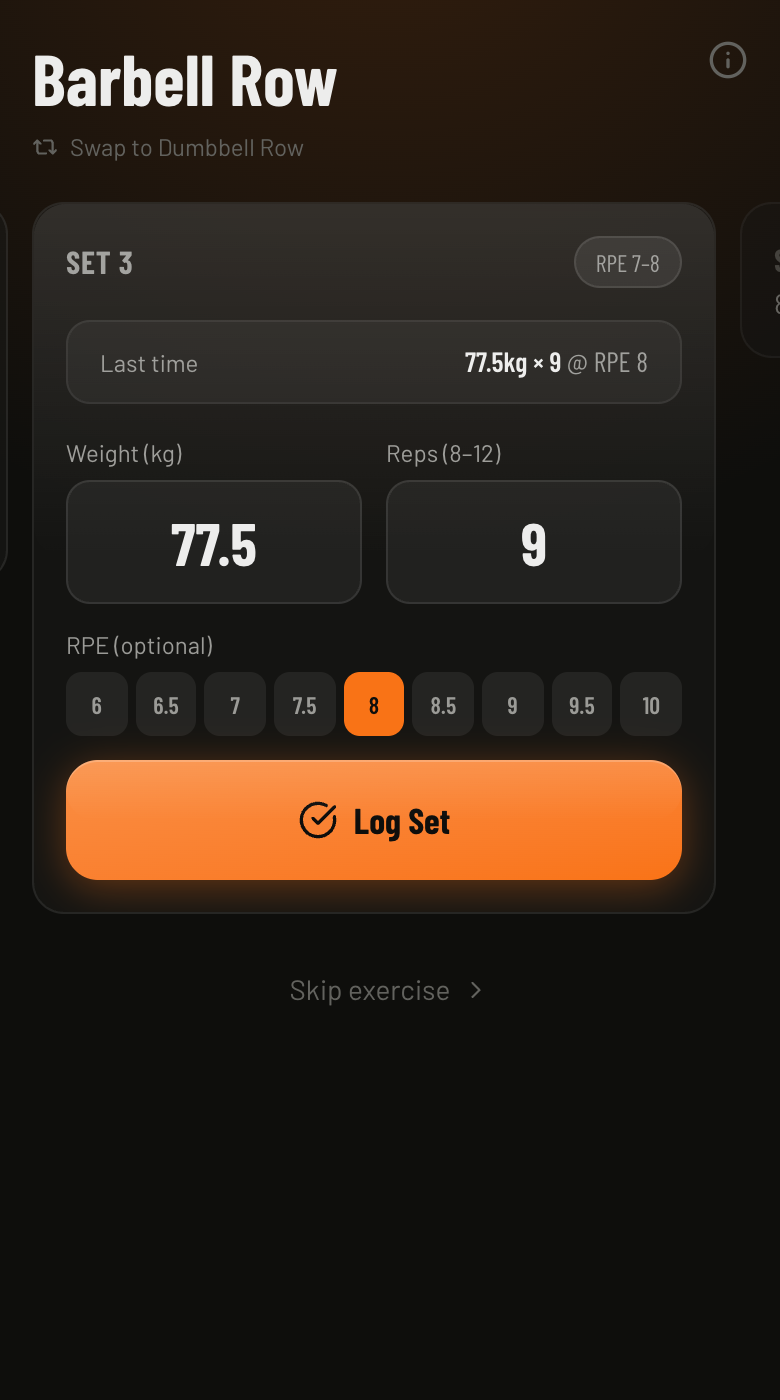 Barbell Row
Swap to Dumbbell Row
SET 3
RPE 7–8
Last time
77.5kg × 9 @ RPE 8
Weight (kg)
Reps (8–12)
77.5
9
RPE (optional)
6 6.5 7 7.5 8 8.5 9 9.5 10
Log Set
Skip exercise